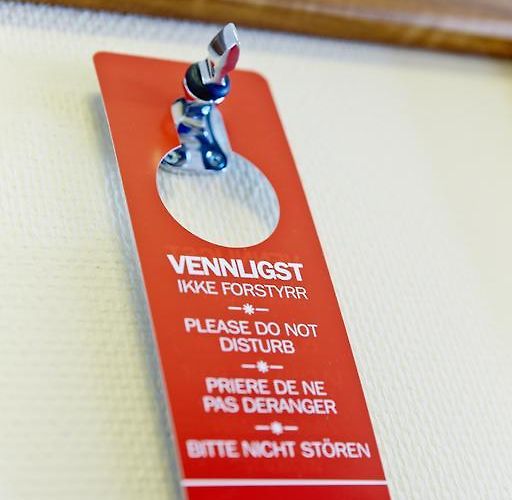 VENNLIGST
IKKE FORSTYRR
PLEASE DO NOT
DISTURB
PRIERE DE NE
PAS DERANGER
BITTE NICHT STÖREN